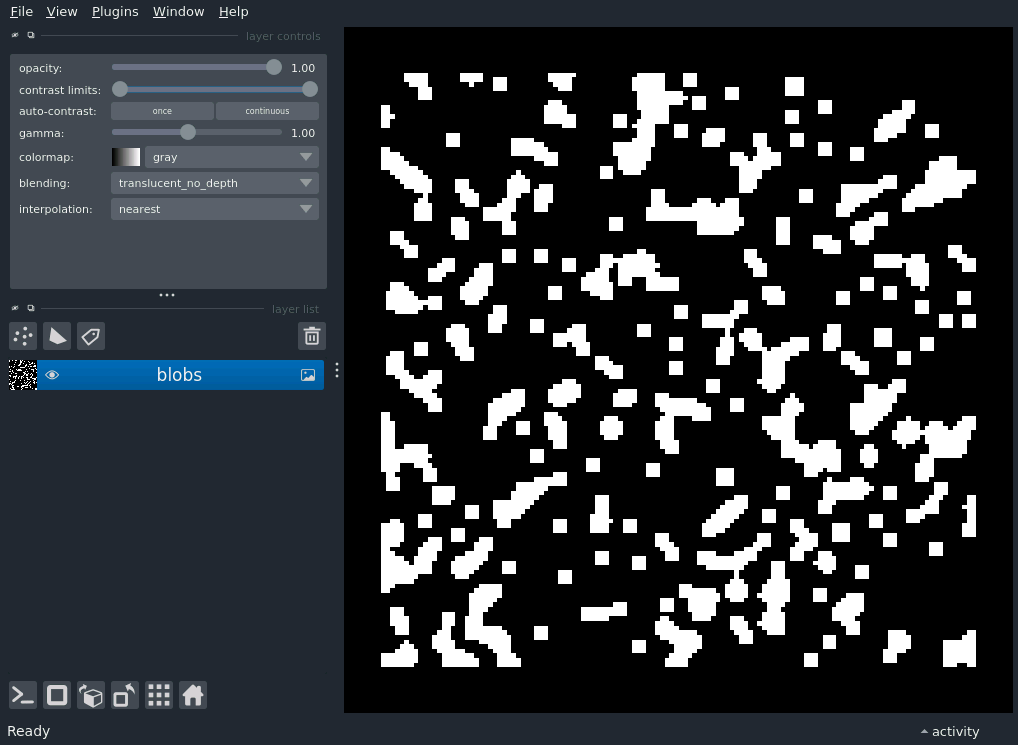 File View Plugins Window Help
layer controls
opacity: 1.00
contrast limits:
auto-contrast: once continuous
gamma: 1.00
colormap: gray
blending: translucent_no_depth
interpolation: nearest
layer list
blobs
Ready
activity